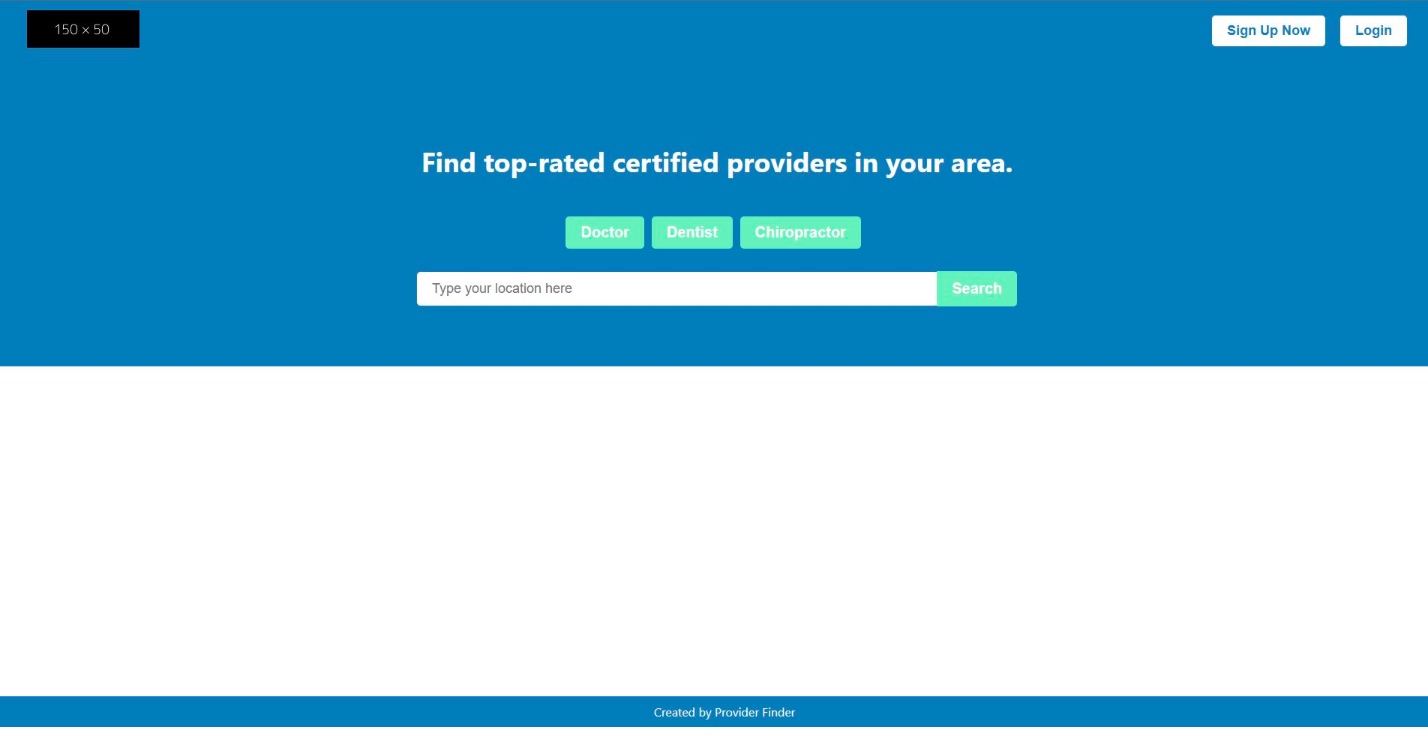 150 × 50
Sign Up Now
Login
Find top-rated certified providers in your area.
Doctor
Dentist
Chiropractor
Type your location here
Search
Created by Provider Finder